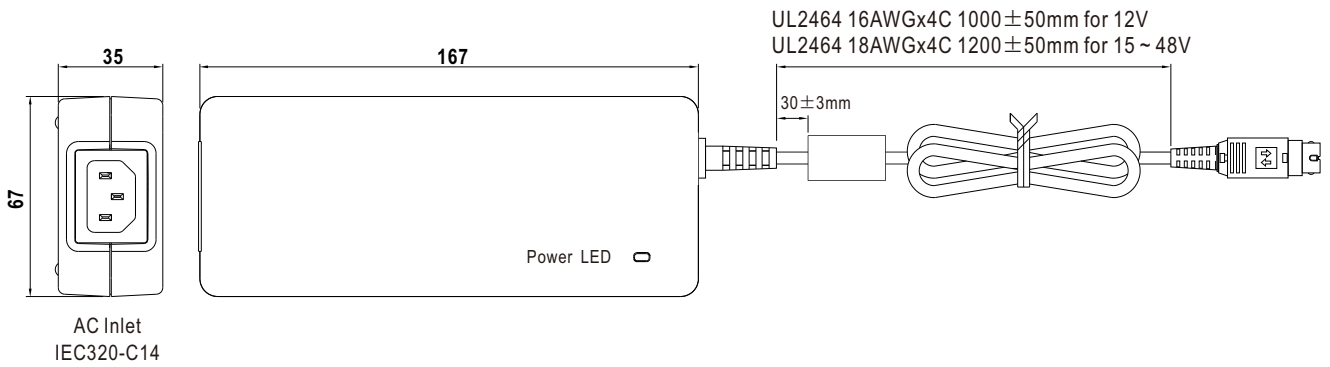 UL2464 16AWGx4C 1000±50mm for 12V
UL2464 18AWGx4C 1200±50mm for 15 ~ 48V
35
167
30±3mm
67
Power LED
AC Inlet
IEC320-C14